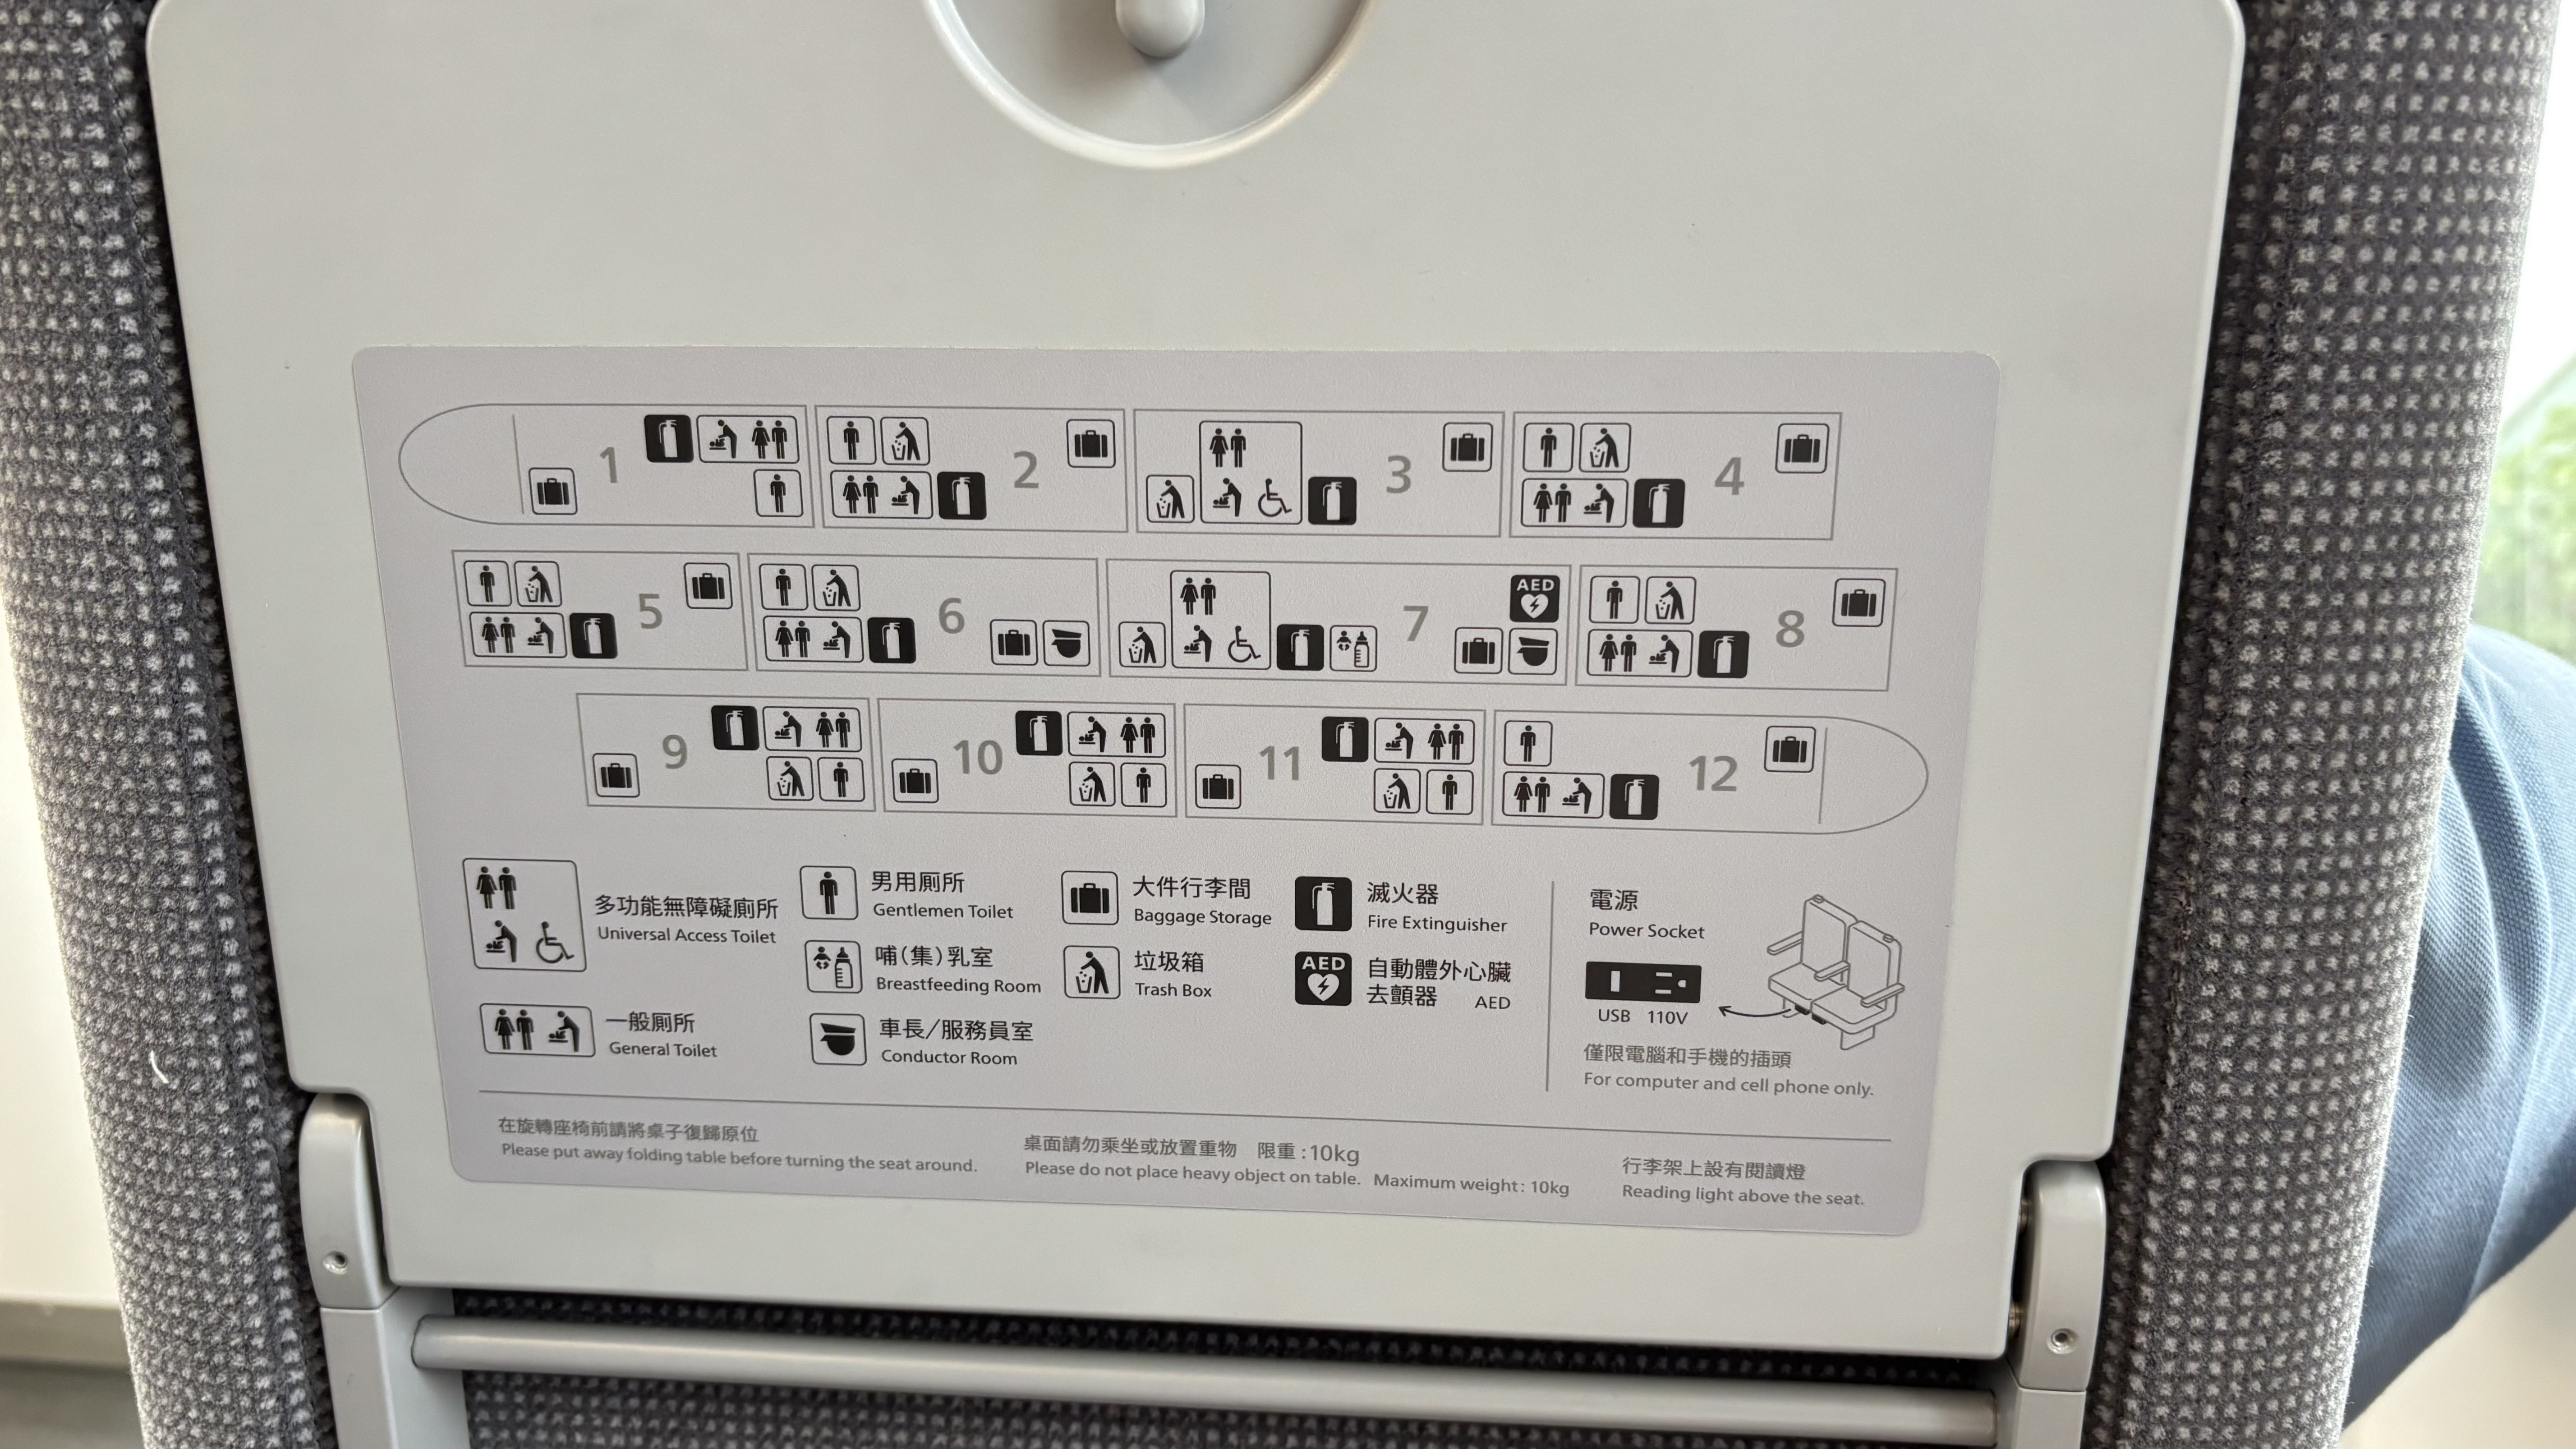 1
2
3
4
5
6
AED
7
8
9
10
11
12
多功能無障礙廁所
Universal Access Toilet
一般廁所
General Toilet
男用廁所
Gentlemen Toilet
哺(集)乳室
Breastfeeding Room
車長/服務員室
Conductor Room
大件行李間
Baggage Storage
垃圾箱
Trash Box
滅火器
Fire Extinguisher
AED
自動體外心臟
去顫器 AED
電源
Power Socket
USB 110V
僅限電腦和手機的插頭
For computer and cell phone only.
在旋轉座椅前請將桌子復歸原位
Please put away folding table before turning the seat around.
桌面請勿乘坐或放置重物 限重:10kg
Please do not place heavy object on table. Maximum weight: 10kg
行李架上設有閱讀燈
Reading light above the seat.